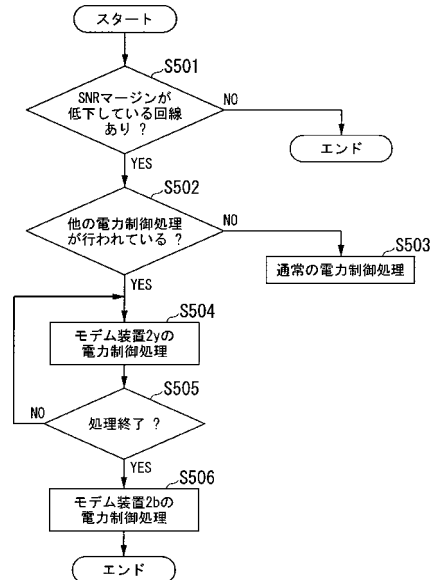 スタート
S501
SNRマージンが
低下している回線
あり ?
NO
エンド
YES
S502
他の電力制御処理
が行われている ?
NO
S503
通常の電力制御処理
YES
S504
モデム装置2yの
電力制御処理
S505
処理終了 ?
NO
YES
S506
モデム装置2bの
電力制御処理
エンド